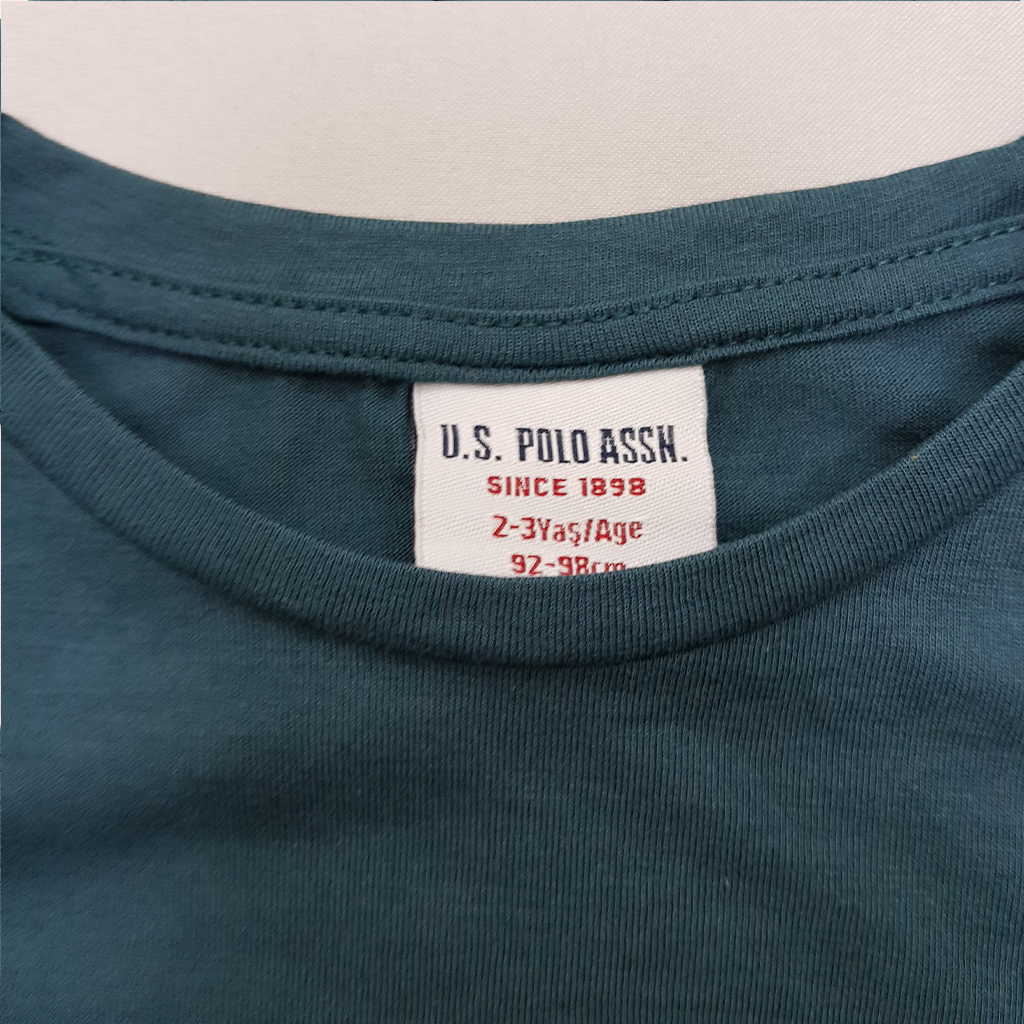 U.S. POLO ASSN.
SINCE 1898
2-3Yaş/Age
92-98cm